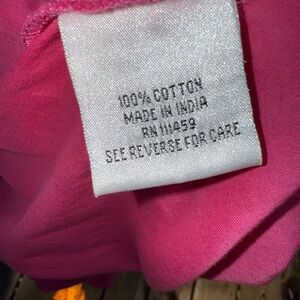 100% COTTON
MADE IN INDIA
RN 111459
SEE REVERSE FOR CARE